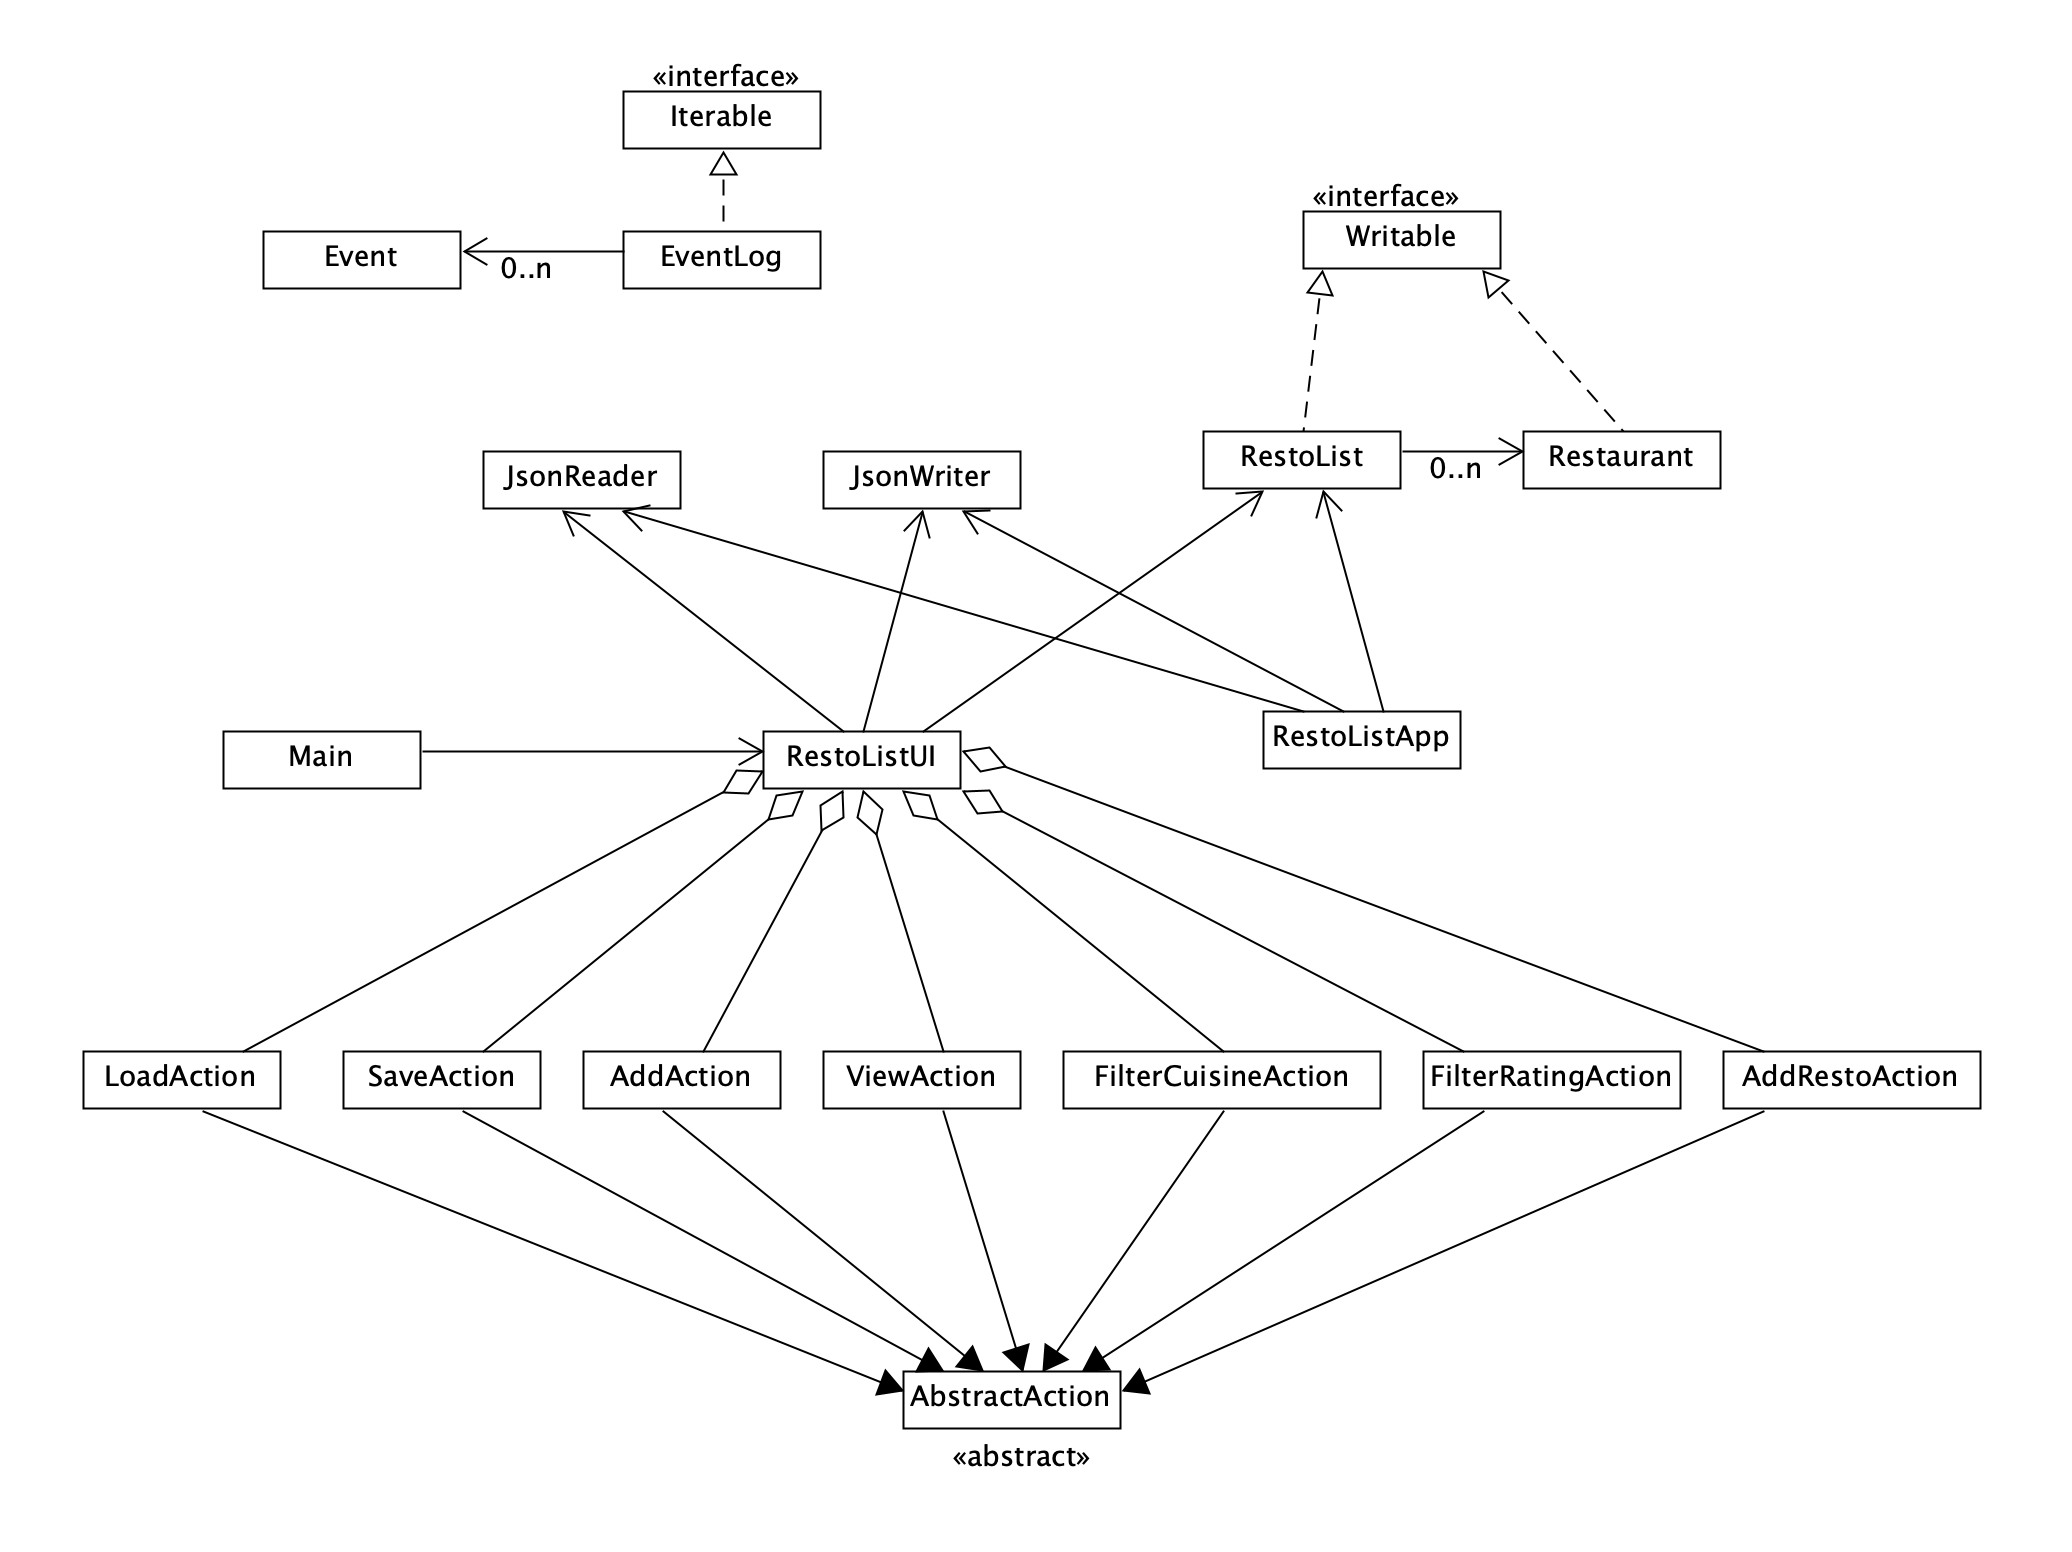 «interface»
Iterable
Event
0..n
EventLog
«interface»
Writable
JsonReader
JsonWriter
RestoList
0..n
Restaurant
Main
RestoListUI
RestoListApp
LoadAction
SaveAction
AddAction
ViewAction
FilterCuisineAction
FilterRatingAction
AddRestoAction
AbstractAction
«abstract»